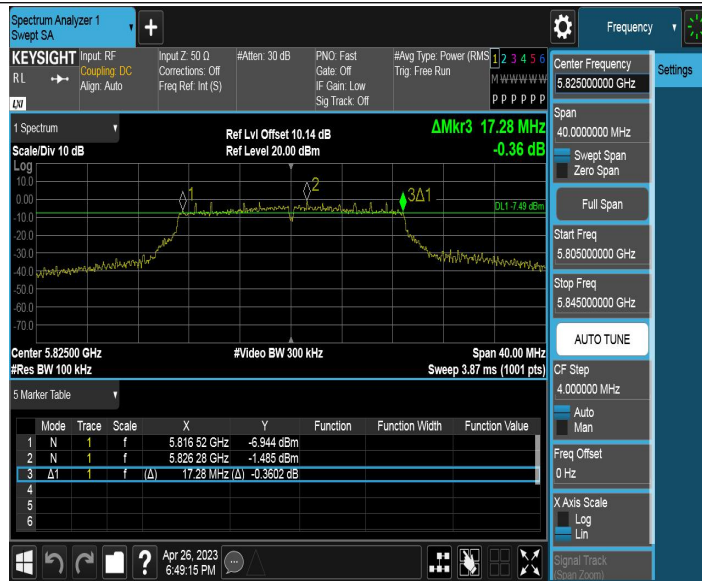 Spectrum Analyzer 1
Swept SA
+
Frequency
KEYSIGHT
RL
LXI
Input: RF
Coupling: DC
Align: Auto
Input Z: 50 Ω
Corrections: Off
Freq Ref: Int (S)
#Atten: 30 dB
PNO: Fast
Gate: Off
IF Gain: Low
Sig Track: Off
#Avg Type: Power (RMS
Trig: Free Run
1 2 3 4 5 6
M W W W W W
P P P P P P
Center Frequency
5.825000000 GHz
Settings
1 Spectrum
Scale/Div 10 dB
Ref Lvl Offset 10.14 dB
Ref Level 20.00 dBm
ΔMkr3 17.28 MHz
-0.36 dB
Span
40.0000000 MHz
Swept Span
Zero Span
Full Span
Log
10.0
0.00
-10.0
-20.0
-30.0
-40.0
-50.0
-60.0
-70.0
1
2
3Δ1
DL1 -7.49 dBm
Start Freq
5.805000000 GHz
Stop Freq
5.845000000 GHz
AUTO TUNE
Center 5.82500 GHz
#Res BW 100 kHz
#Video BW 300 kHz
Span 40.00 MHz
Sweep 3.87 ms (1001 pts)
CF Step
4.000000 MHz
Auto
Man
5 Marker Table
Mode Trace Scale X Y Function Function Width Function Value
1 N 1 f 5.816 52 GHz -6.944 dBm
2 N 1 f 5.826 28 GHz -1.485 dBm
3 Δ1 1 f (Δ) 17.28 MHz (Δ) -0.3602 dB
4
5
6
Freq Offset
0 Hz
X Axis Scale
Log
Lin
Signal Track
(Span Zoom)
?
Apr 26, 2023
6:49:15 PM